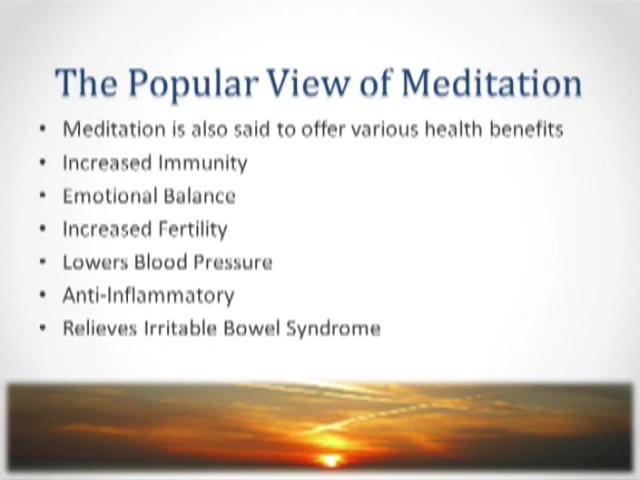 The Popular View of Meditation
• Meditation is also said to offer various health benefits
• Increased Immunity
• Emotional Balance
• Increased Fertility
• Lowers Blood Pressure
• Anti-Inflammatory
• Relieves Irritable Bowel Syndrome